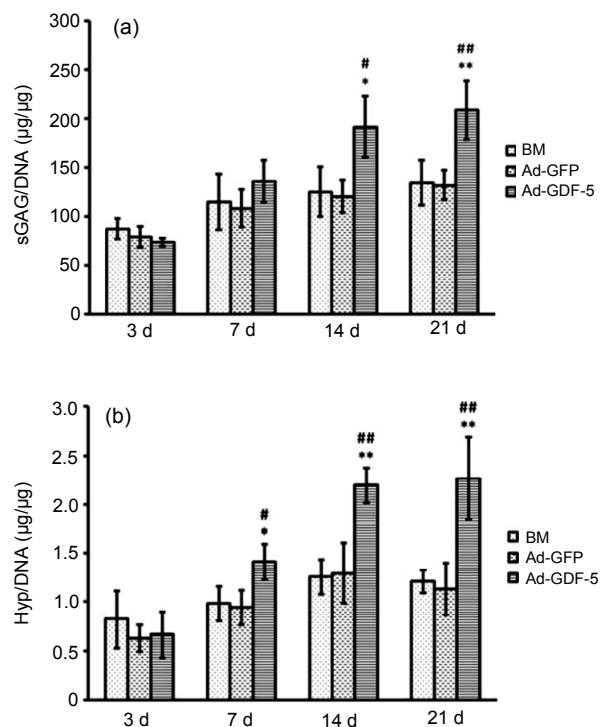 (a)
sGAG/DNA (μg/μg)
300
250
200
150
100
50
0
#
*
##
**
BM
Ad-GFP
Ad-GDF-5
3 d 7 d 14 d 21 d
(b)
Hyp/DNA (μg/μg)
3.0
2.5
2.0
1.5
1.0
0.5
0
#
*
##
**
##
**
BM
Ad-GFP
Ad-GDF-5
3 d 7 d 14 d 21 d